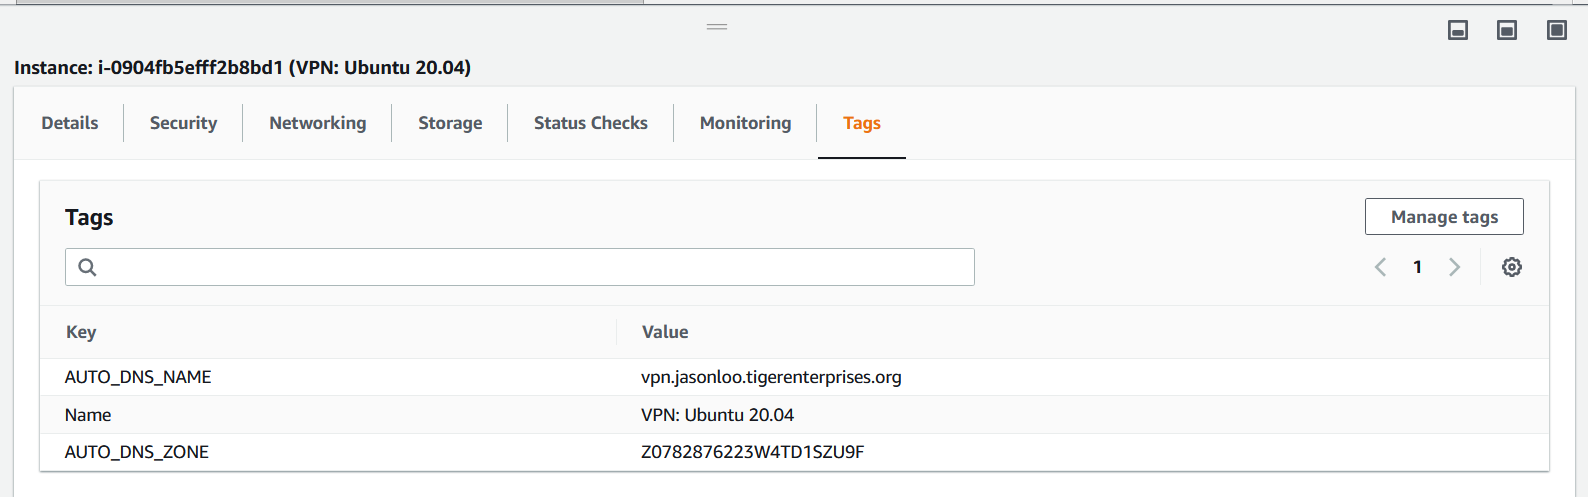 Instance: i-0904fb5efff2b8bd1 (VPN: Ubuntu 20.04)
Details Security Networking Storage Status Checks Monitoring Tags
Tags
Manage tags
1
Key Value
AUTO_DNS_NAME vpn.jasonloo.tigerenterprises.org
Name VPN: Ubuntu 20.04
AUTO_DNS_ZONE Z0782876223W4TD1SZU9F